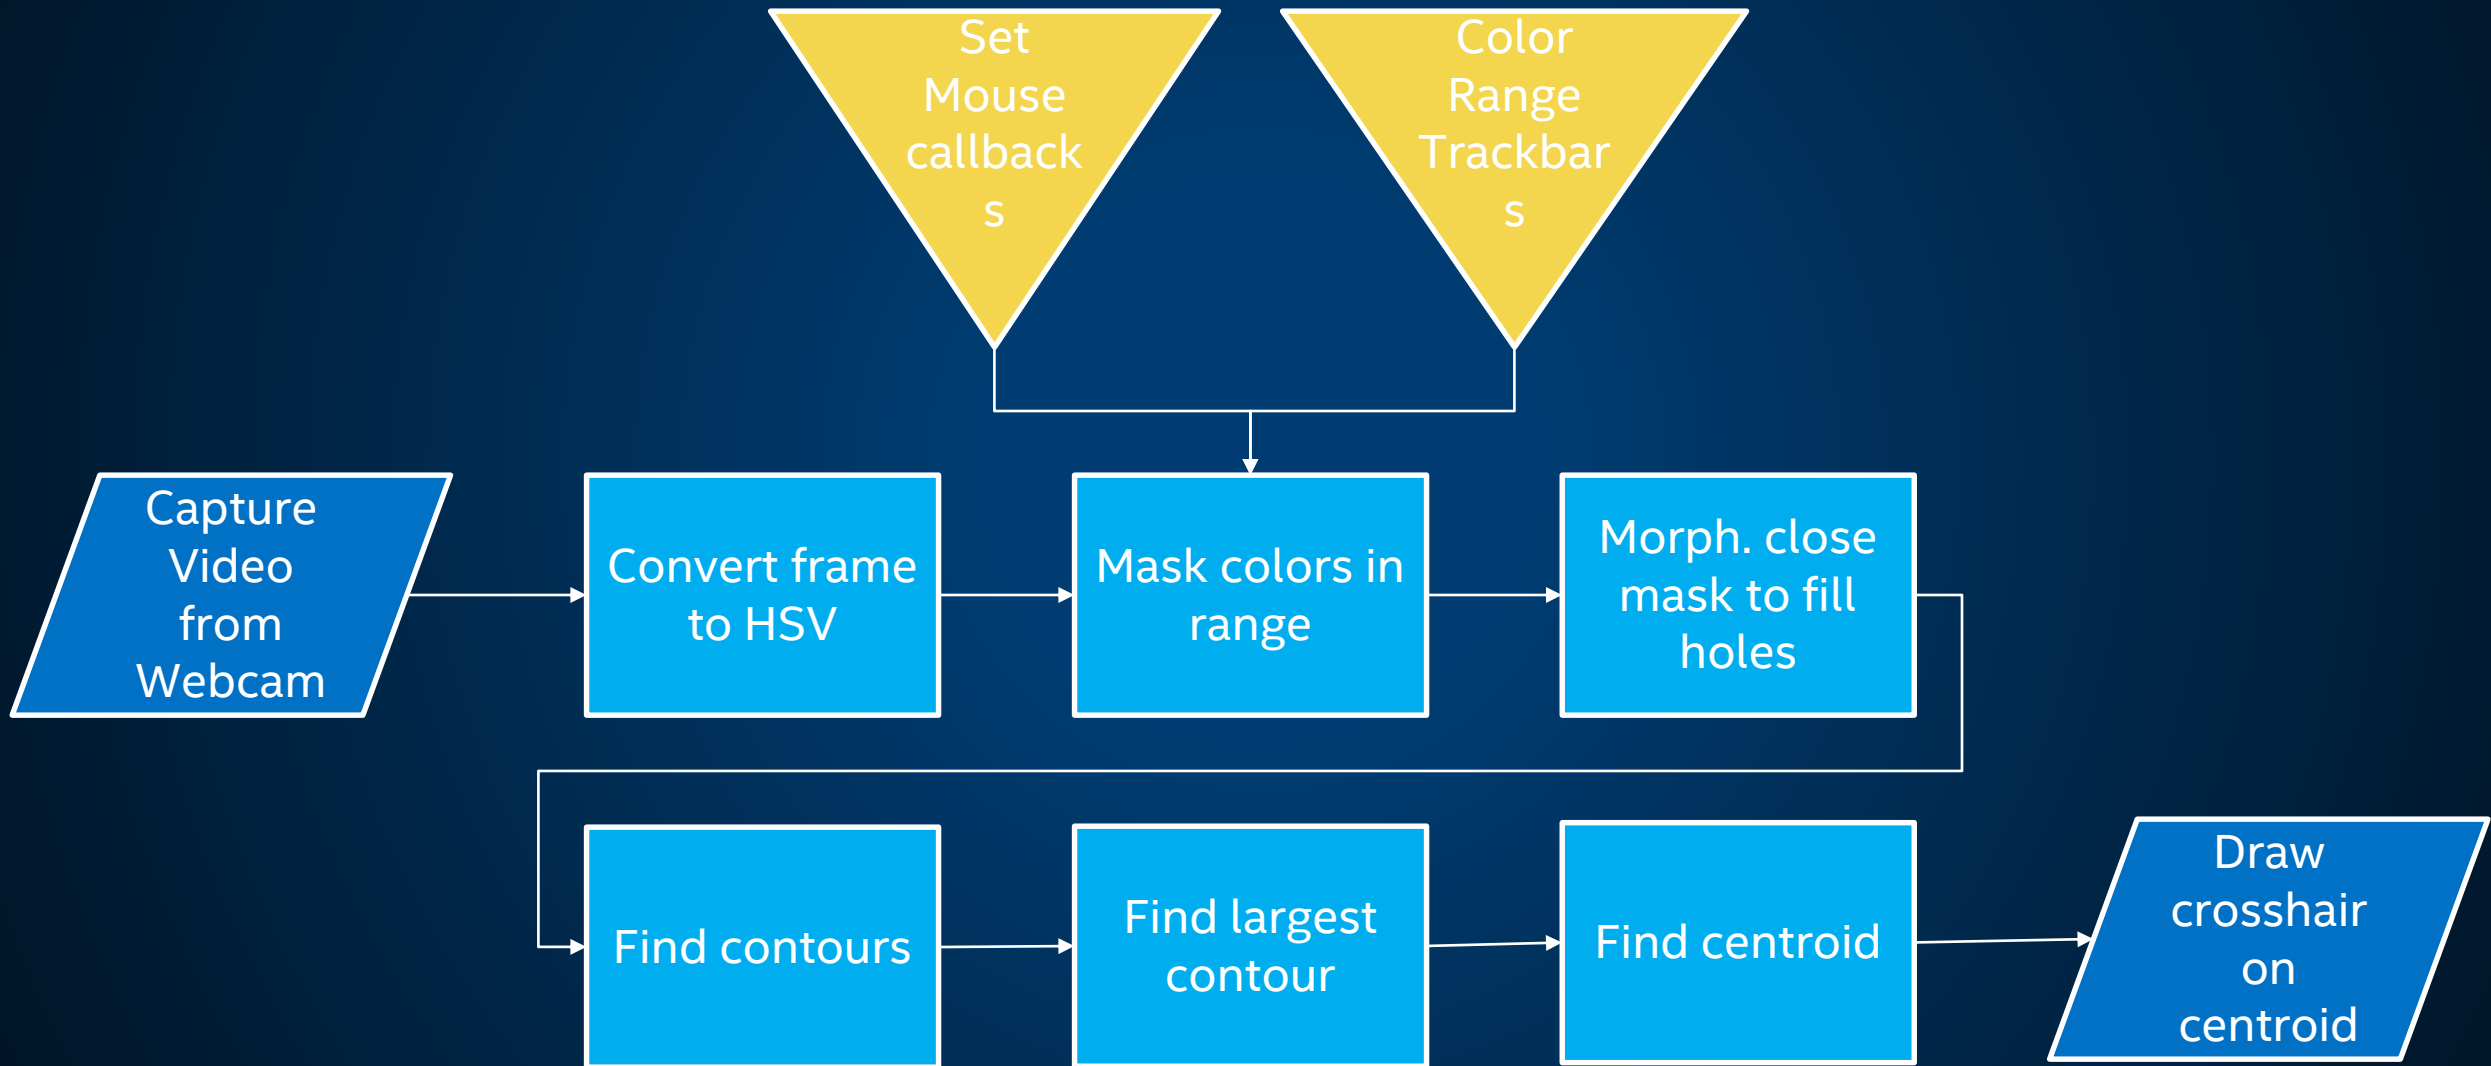 Set
Mouse
callback
s
Color
Range
Trackbar
s
Capture
Video
from
Webcam
Convert frame
to HSV
Mask colors in
range
Morph. close
mask to fill
holes
Find contours
Find largest
contour
Find centroid
Draw
crosshair
on
centroid